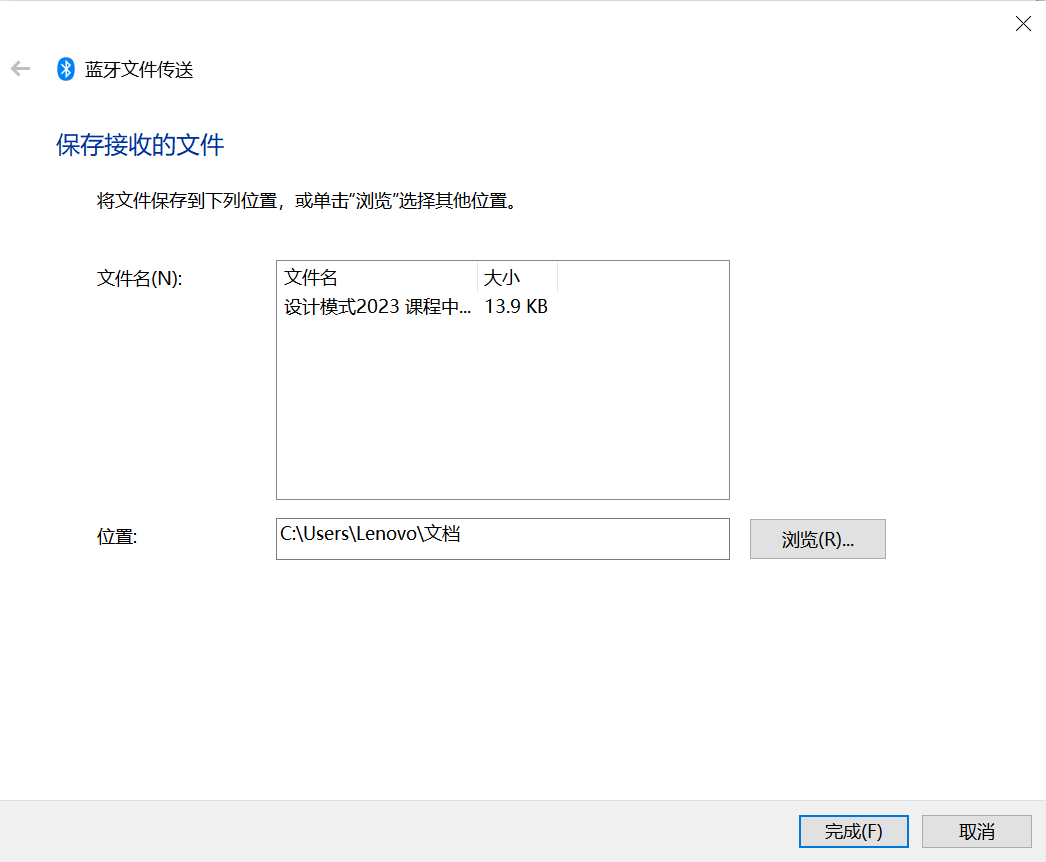 蓝牙文件传送
保存接收的文件
将文件保存到下列位置，或单击“浏览”选择其他位置。
文件名(N):
文件名 大小
设计模式2023 课程中... 13.9 KB
位置:
C:\Users\Lenovo\文档
浏览(R)...
完成(F)
取消